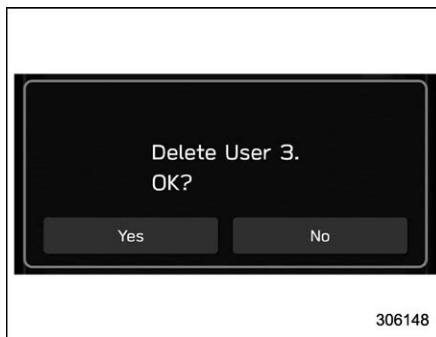 Delete User 3.
OK?
Yes
No
306148